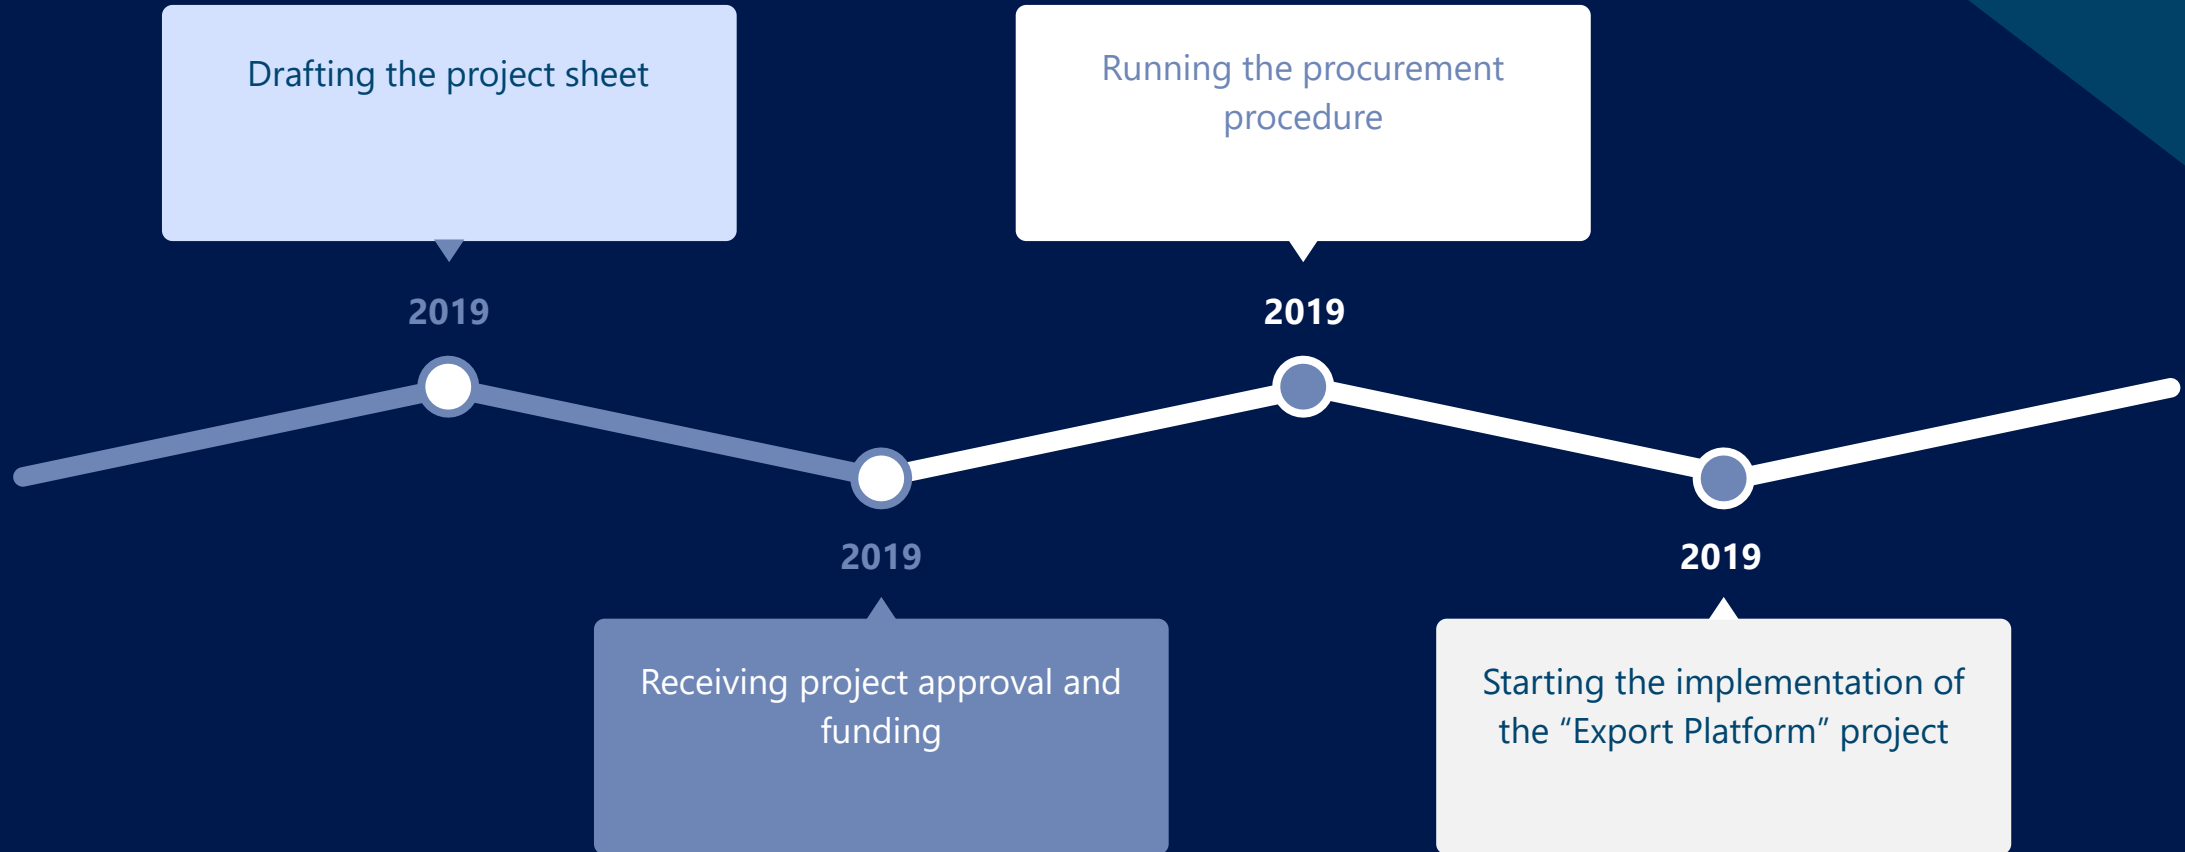 Drafting the project sheet
2019
2019
Receiving project approval and
funding
Running the procurement
procedure
2019
2019
Starting the implementation of
the “Export Platform” project